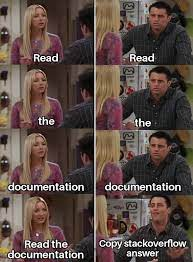 Read
Read
the
the
documentation
documentation
Read the
documentation
Copy stackoverflow
answer